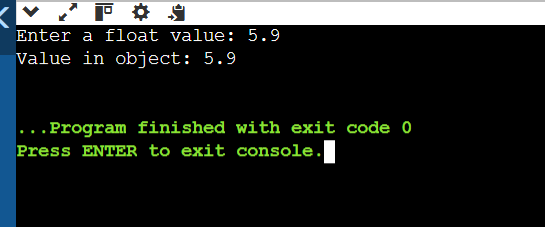 Enter a float value: 5.9
Value in object: 5.9
...Program finished with exit code 0
Press ENTER to exit console.